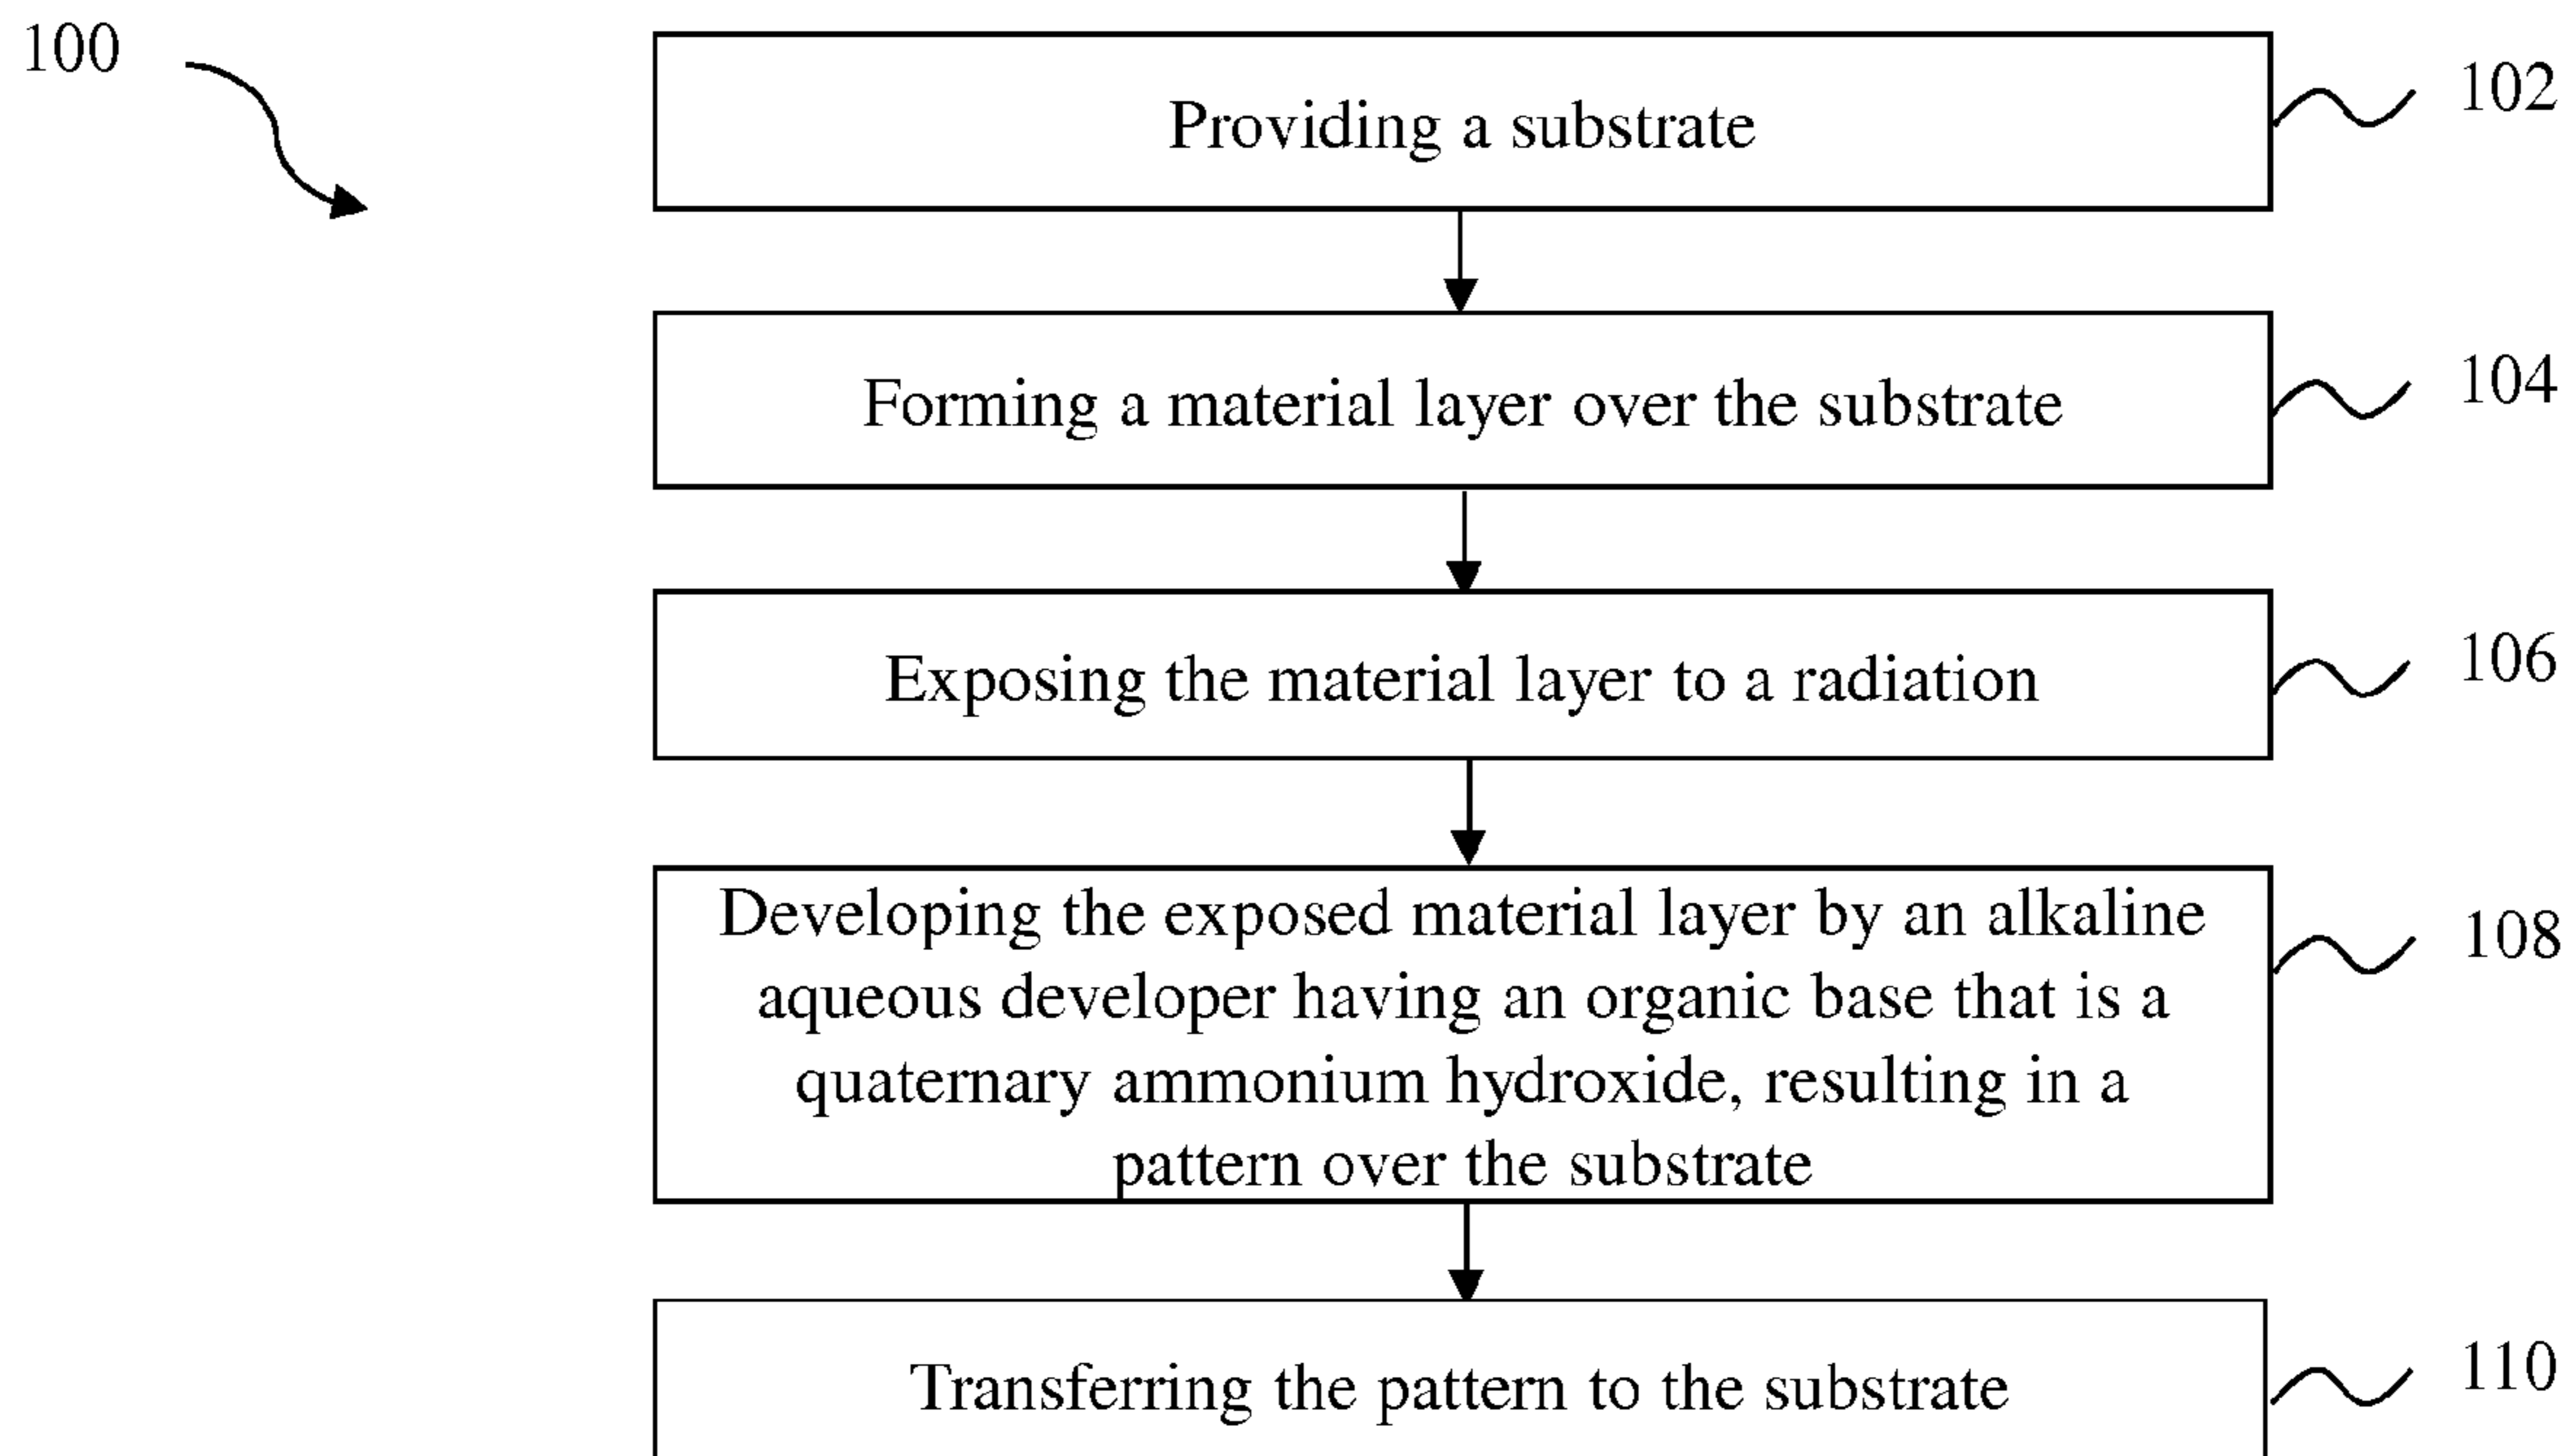 100
Providing a substrate
102
Forming a material layer over the substrate
104
Exposing the material layer to a radiation
106
Developing the exposed material layer by an alkaline
aqueous developer having an organic base that is a
quaternary ammonium hydroxide, resulting in a
pattern over the substrate
108
Transferring the pattern to the substrate
110